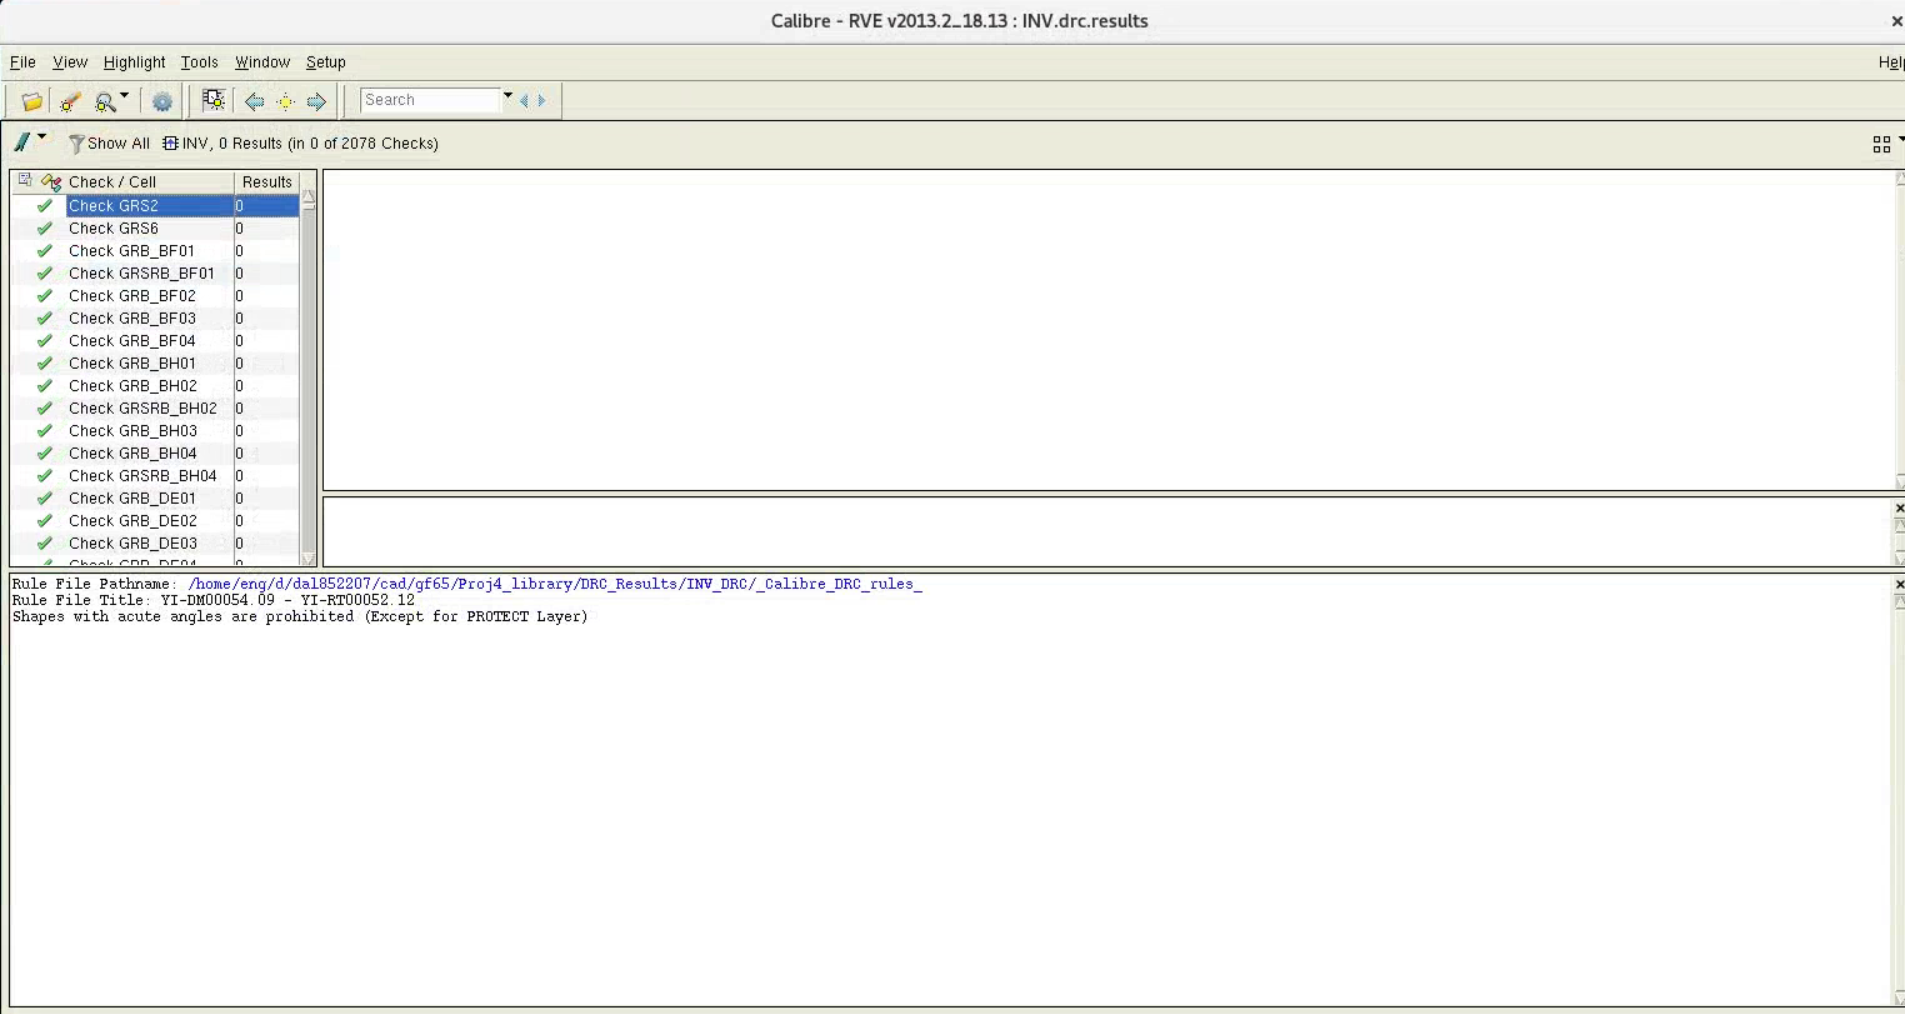 Calibre - RVE v2013.2_18.13 : INV.drc.results
File View Highlight Tools Window Setup
Search
Show All INV, 0 Results (in 0 of 2078 Checks)
Check / Cell Results
Check GRS2 0
Check GRS6 0
Check GRB_BF01 0
Check GRSRB_BF01 0
Check GRB_BF02 0
Check GRB_BF03 0
Check GRB_BF04 0
Check GRB_BH01 0
Check GRB_BH02 0
Check GRSRB_BH02 0
Check GRB_BH03 0
Check GRB_BH04 0
Check GRSRB_BH04 0
Check GRB_DE01 0
Check GRB_DE02 0
Check GRB_DE03 0
Rule File Pathname: /home/eng/d/dal852207/cad/gf65/Proj4_library/DRC_Results/INV_DRC/_Calibre_DRC_rules_
Rule File Title: YI-DM00054.09 - YI-RT00052.12
Shapes with acute angles are prohibited (Except for PROTECT Layer)